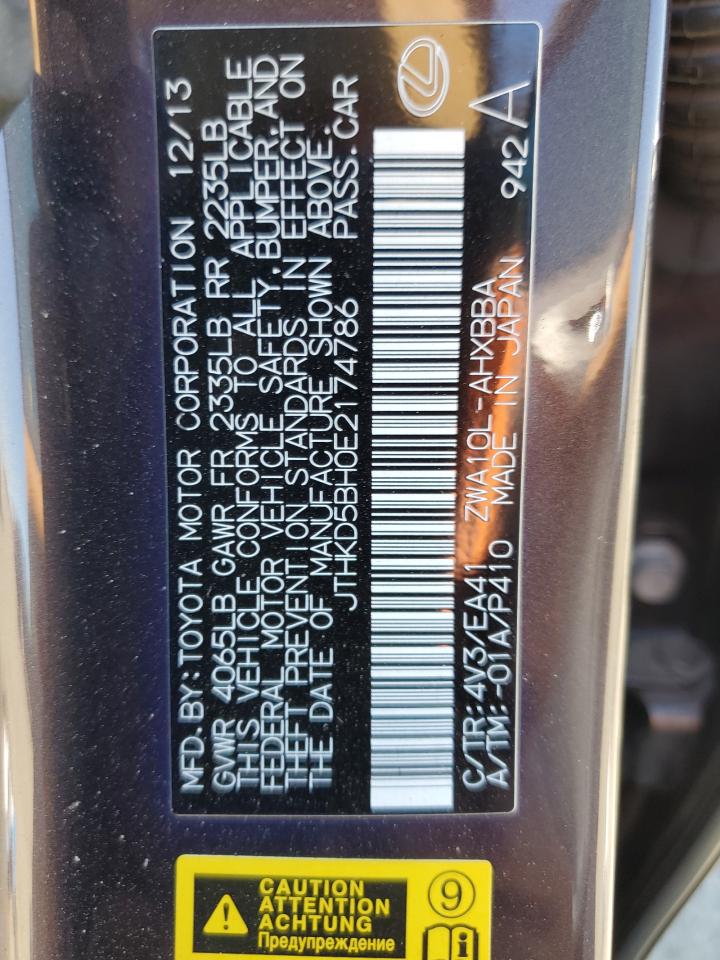 MFD. BY: TOYOTA MOTOR CORPORATION 12/13
GVWR 4065LB GAWR FR 2335LB RR 2235LB
THIS VEHICLE CONFORMS TO ALL APPLICABLE
FEDERAL MOTOR VEHICLE SAFETY, BUMPER, AND
THEFT PREVENTION STANDARDS IN EFFECT ON
THE DATE OF MANUFACTURE SHOWN ABOVE.
JTHKD5BH0E2174786 PASS. CAR
C/TR: 4V3/EA41 ZWA10L-AHXBBA
A/TM: -01A/P410 MADE IN JAPAN 942 A
CAUTION
ATTENTION
ACHTUNG
Предупреждение
9
i